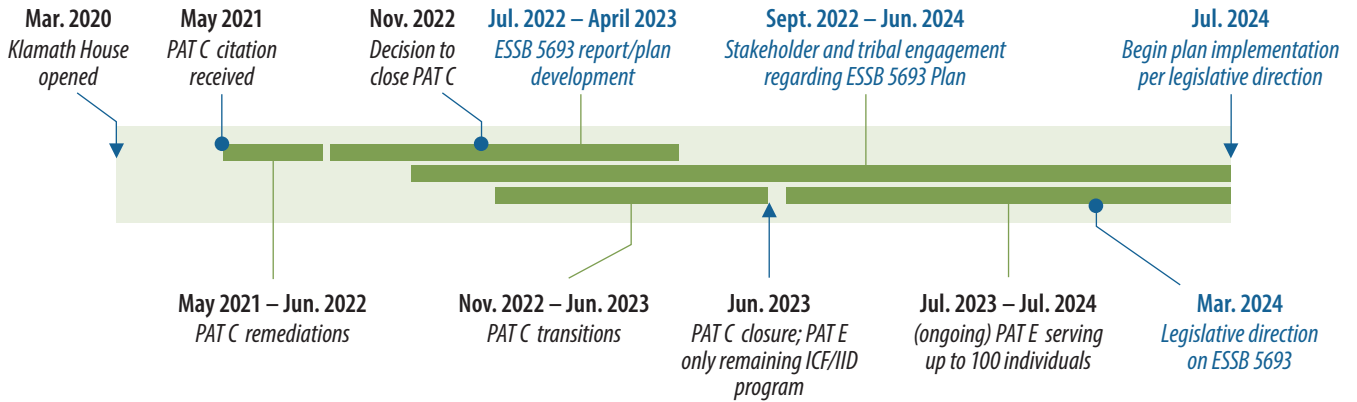 Mar. 2020
Klamath House
opened
May 2021
PAT C citation
received
Nov. 2022
Decision to
close PAT C
Jul. 2022 – April 2023
ESSB 5693 report/plan
development
Sept. 2022 – Jun. 2024
Stakeholder and tribal engagement
regarding ESSB 5693 Plan
Jul. 2024
Begin plan implementation
per legislative direction
May 2021 – Jun. 2022
PAT C remediations
Nov. 2022 – Jun. 2023
PAT C transitions
Jun. 2023
PAT C closure; PAT E
only remaining ICF/IID
program
Jul. 2023 – Jul. 2024
(ongoing) PAT E serving
up to 100 individuals
Mar. 2024
Legislative direction
on ESSB 5693